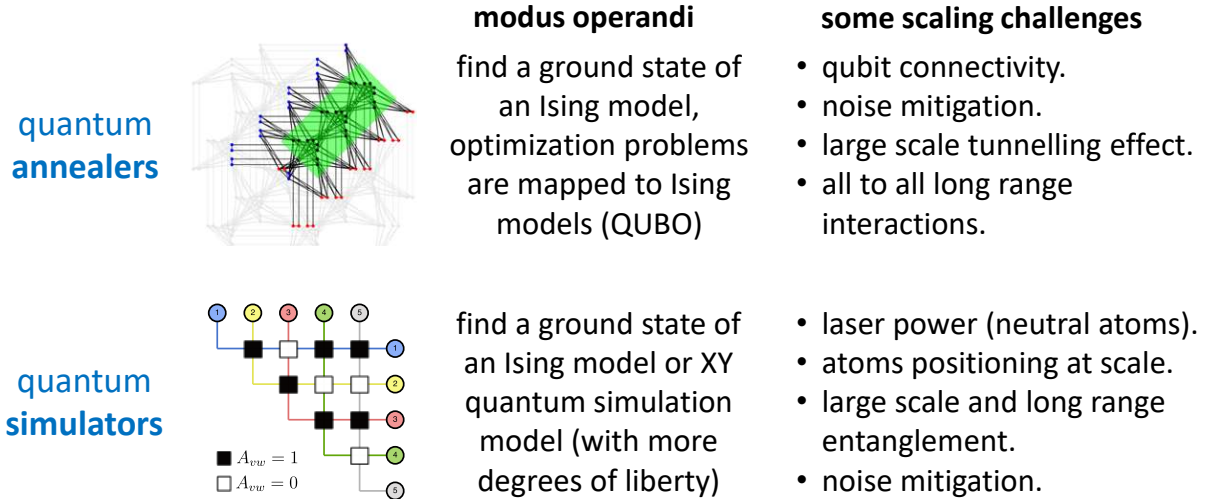 modus operandi
some scaling challenges
quantum
annealers
find a ground state of
an Ising model,
optimization problems
are mapped to Ising
models (QUBO)
• qubit connectivity.
• noise mitigation.
• large scale tunnelling effect.
• all to all long range
interactions.
quantum
simulators
1 2 3 4 5
1
2
3
4
5
A_{vw} = 1
A_{vw} = 0
find a ground state of
an Ising model or XY
quantum simulation
model (with more
degrees of liberty)
• laser power (neutral atoms).
• atoms positioning at scale.
• large scale and long range
entanglement.
• noise mitigation.